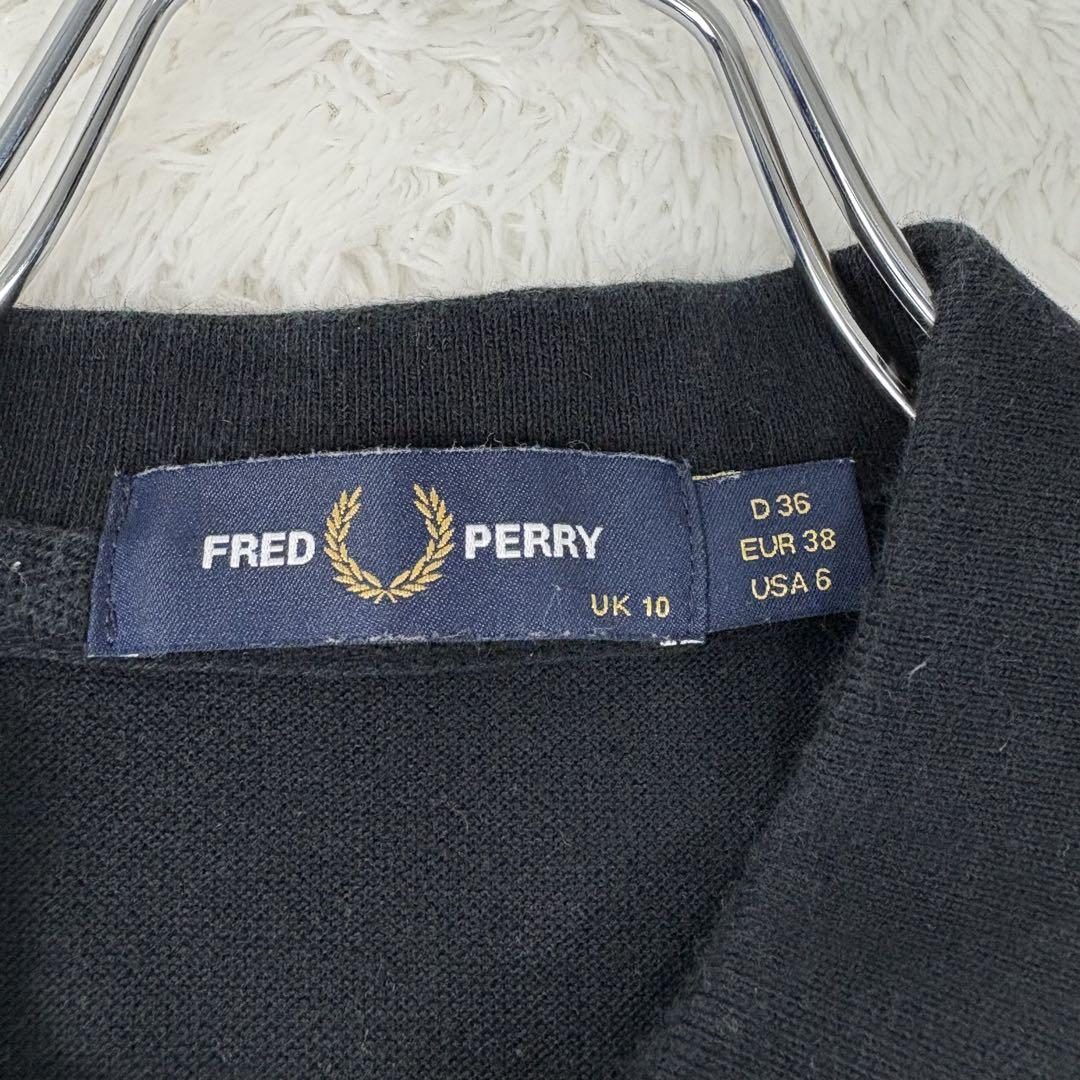 FRED PERRY
UK 10
D 36
EUR 38
USA 6